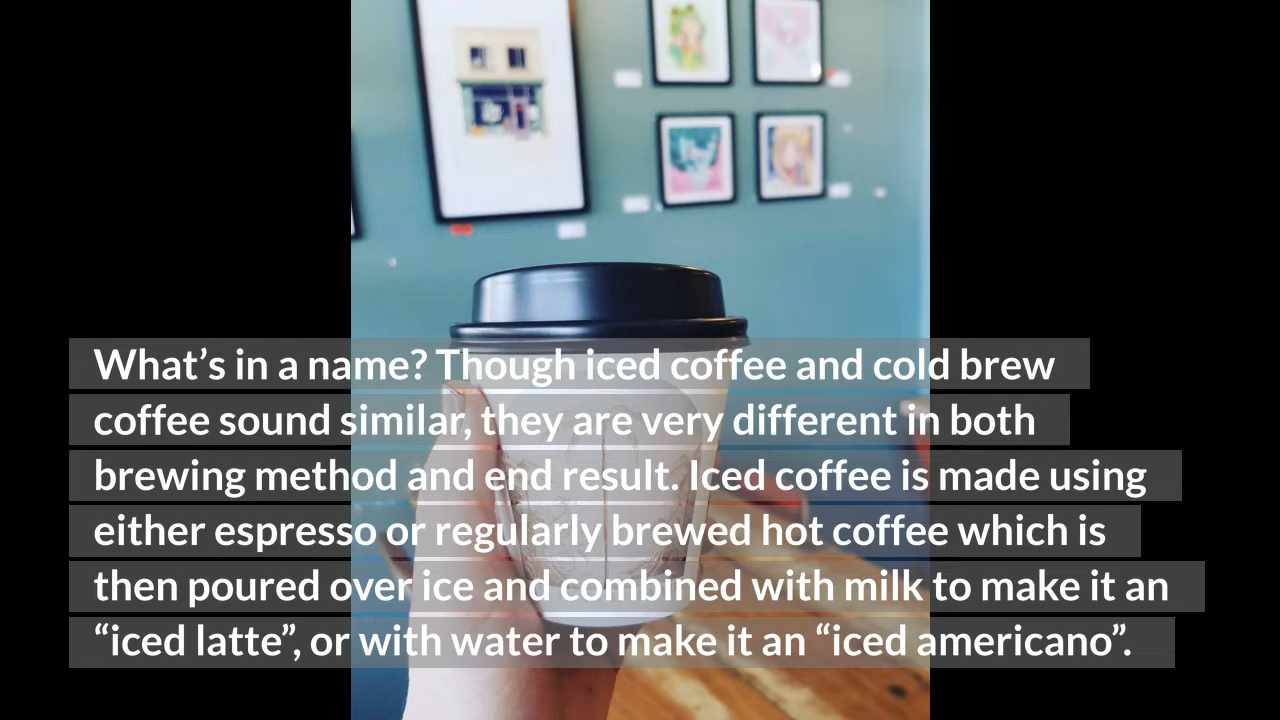 What’s in a name? Though iced coffee and cold brew
coffee sound similar, they are very different in both
brewing method and end result. Iced coffee is made using
either espresso or regularly brewed hot coffee which is
then poured over ice and combined with milk to make it an
“iced latte”, or with water to make it an “iced americano”.